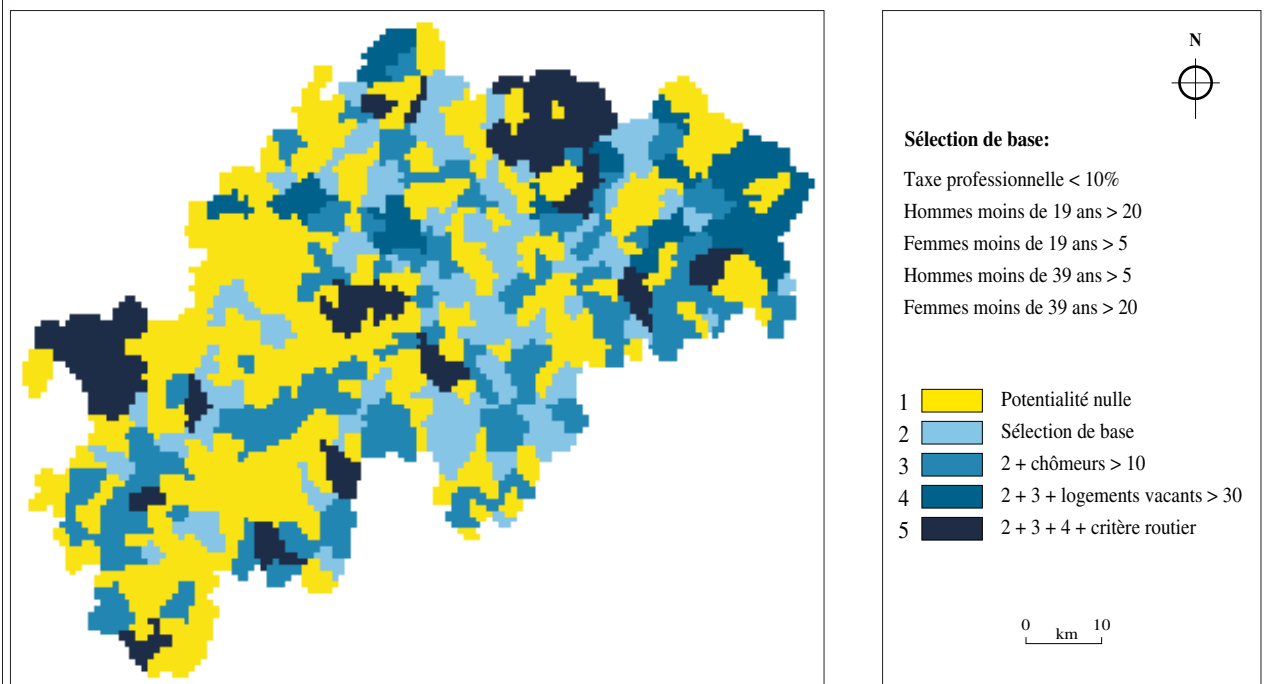 N
Sélection de base:
Taxe professionnelle < 10%
Hommes moins de 19 ans > 20
Femmes moins de 19 ans > 5
Hommes moins de 39 ans > 5
Femmes moins de 39 ans > 20
1 Potentialité nulle
2 Sélection de base
3 2 + chômeurs > 10
4 2 + 3 + logements vacants > 30
5 2 + 3 + 4 + critère routier
0 10
km